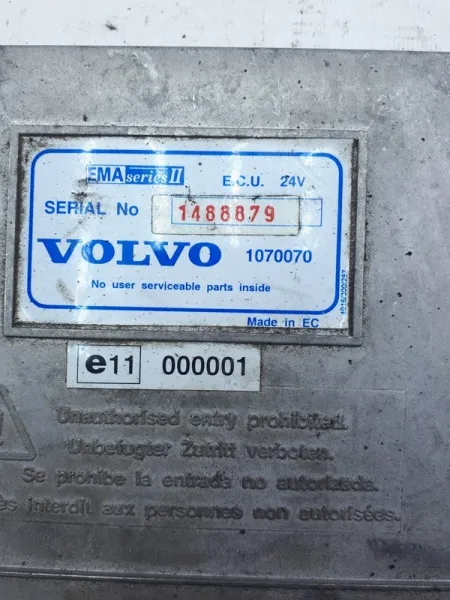 EMA series II E.C.U. 24V
SERIAL No 1488879
VOLVO 1070070
No user serviceable parts inside
Made in EC
e11 000001
Unauthorised entry prohibited.
Unbefugter Zutritt verboten.
Se prohibe la entrada no autorizada.
ès interdit aux personnes non autorisées.